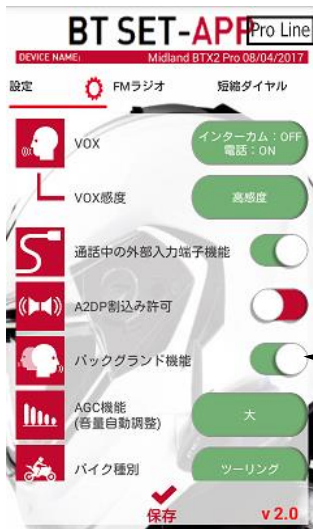 BT SET-APP Pro Line
DEVICE NAME: Midland BTX2 Pro 08/04/2017
設定 FMラジオ 短縮ダイヤル
VOX
インターカム：OFF
電話：ON
VOX感度
高感度
通話中の外部入力端子機能
A2DP割込み許可
バックグランド機能
AGC機能
(音量自動調整)
大
バイク種別
ツーリング
保存
v 2.0